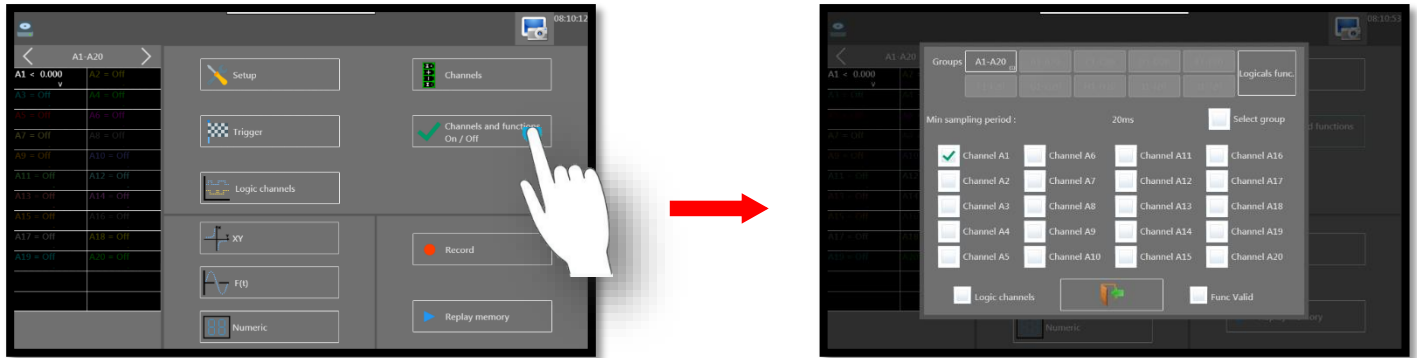 08:10:12
A1-A20
A1 < 0.000 A2 = Off
v
A3 = Off A4 = Off
A5 = Off A6 = Off
A7 = Off A8 = Off
A9 = Off A10 = Off
A11 = Off A12 = Off
A13 = Off A14 = Off
A15 = Off A16 = Off
A17 = Off A18 = Off
A19 = Off A20 = Off
Setup
Channels
Trigger
Channels and functions
On / Off
Logic channels
XY
Record
F(t)
Replay memory
Numeric
08:10:53
A1-A20
A1 < 0.000
v
Groups A1-A20
Logicals func.
Min sampling period : 20ms Select group
Channel A1 Channel A6 Channel A11 Channel A16
Channel A2 Channel A7 Channel A12 Channel A17
Channel A3 Channel A8 Channel A13 Channel A18
Channel A4 Channel A9 Channel A14 Channel A19
Channel A5 Channel A10 Channel A15 Channel A20
Logic channels Func Valid
Numeric